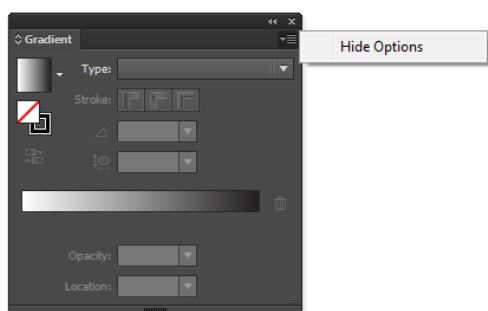 Gradient
Hide Options
Type:
Stroke:
Opacity:
Location: